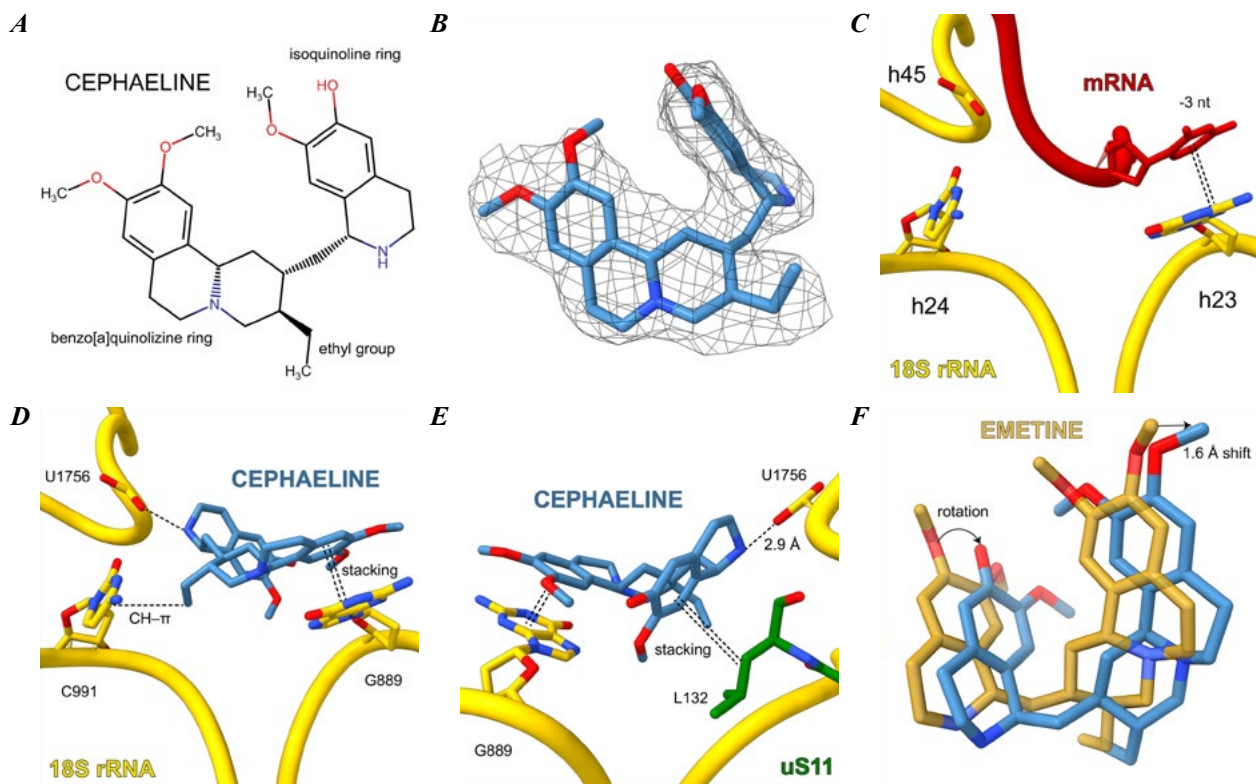 A
CEPHALINE
isoquinoline ring
HO
H₃C
O
CH₃
O
H₃C
O
NH
N
benzo[a]quinolizine ring
ethyl group
H₃C
B
C
h45
mRNA
-3 nt
h24
h23
18S rRNA
D
U1756
CEPHAELINE
stacking
CH–π
C991
G889
18S rRNA
E
U1756
CEPHAELINE
2.9 Å
stacking
L132
G889
uS11
F
EMETINE
1.6 Å shift
rotation